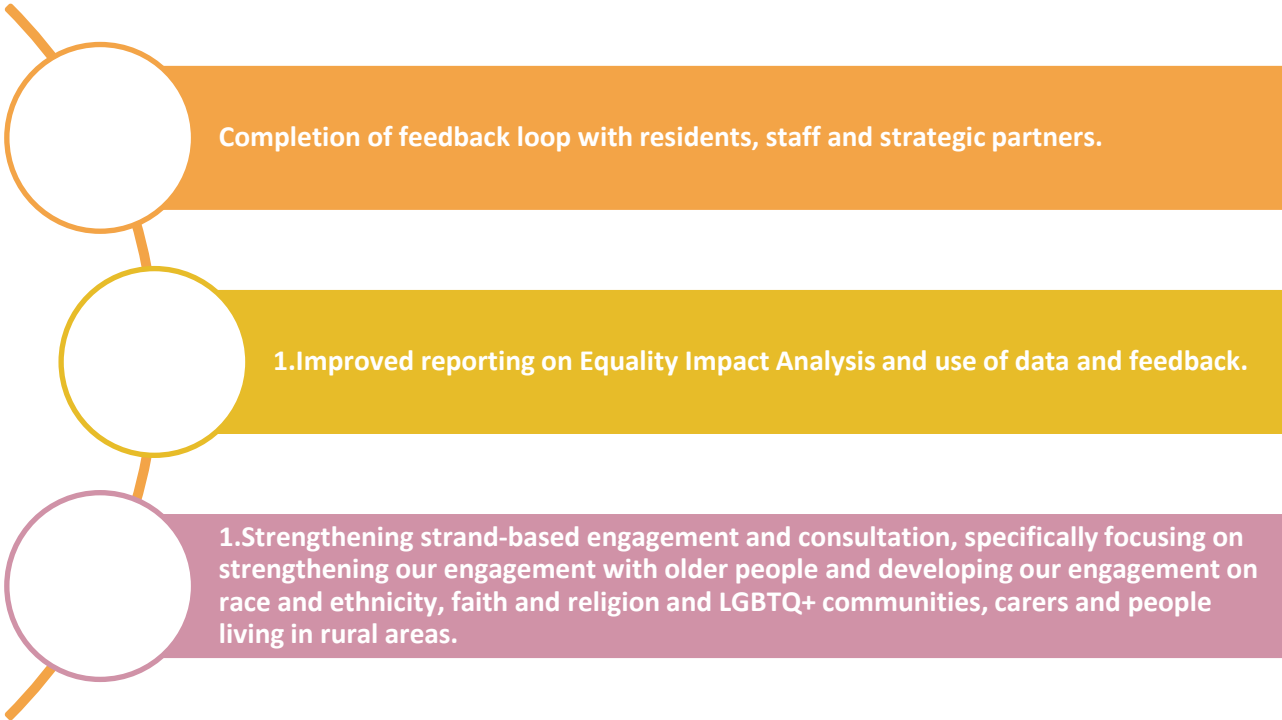 Completion of feedback loop with residents, staff and strategic partners.
1.Improved reporting on Equality Impact Analysis and use of data and feedback.
1.Strengthening strand-based engagement and consultation, specifically focusing on
strengthening our engagement with older people and developing our engagement on
race and ethnicity, faith and religion and LGBTQ+ communities, carers and people
living in rural areas.